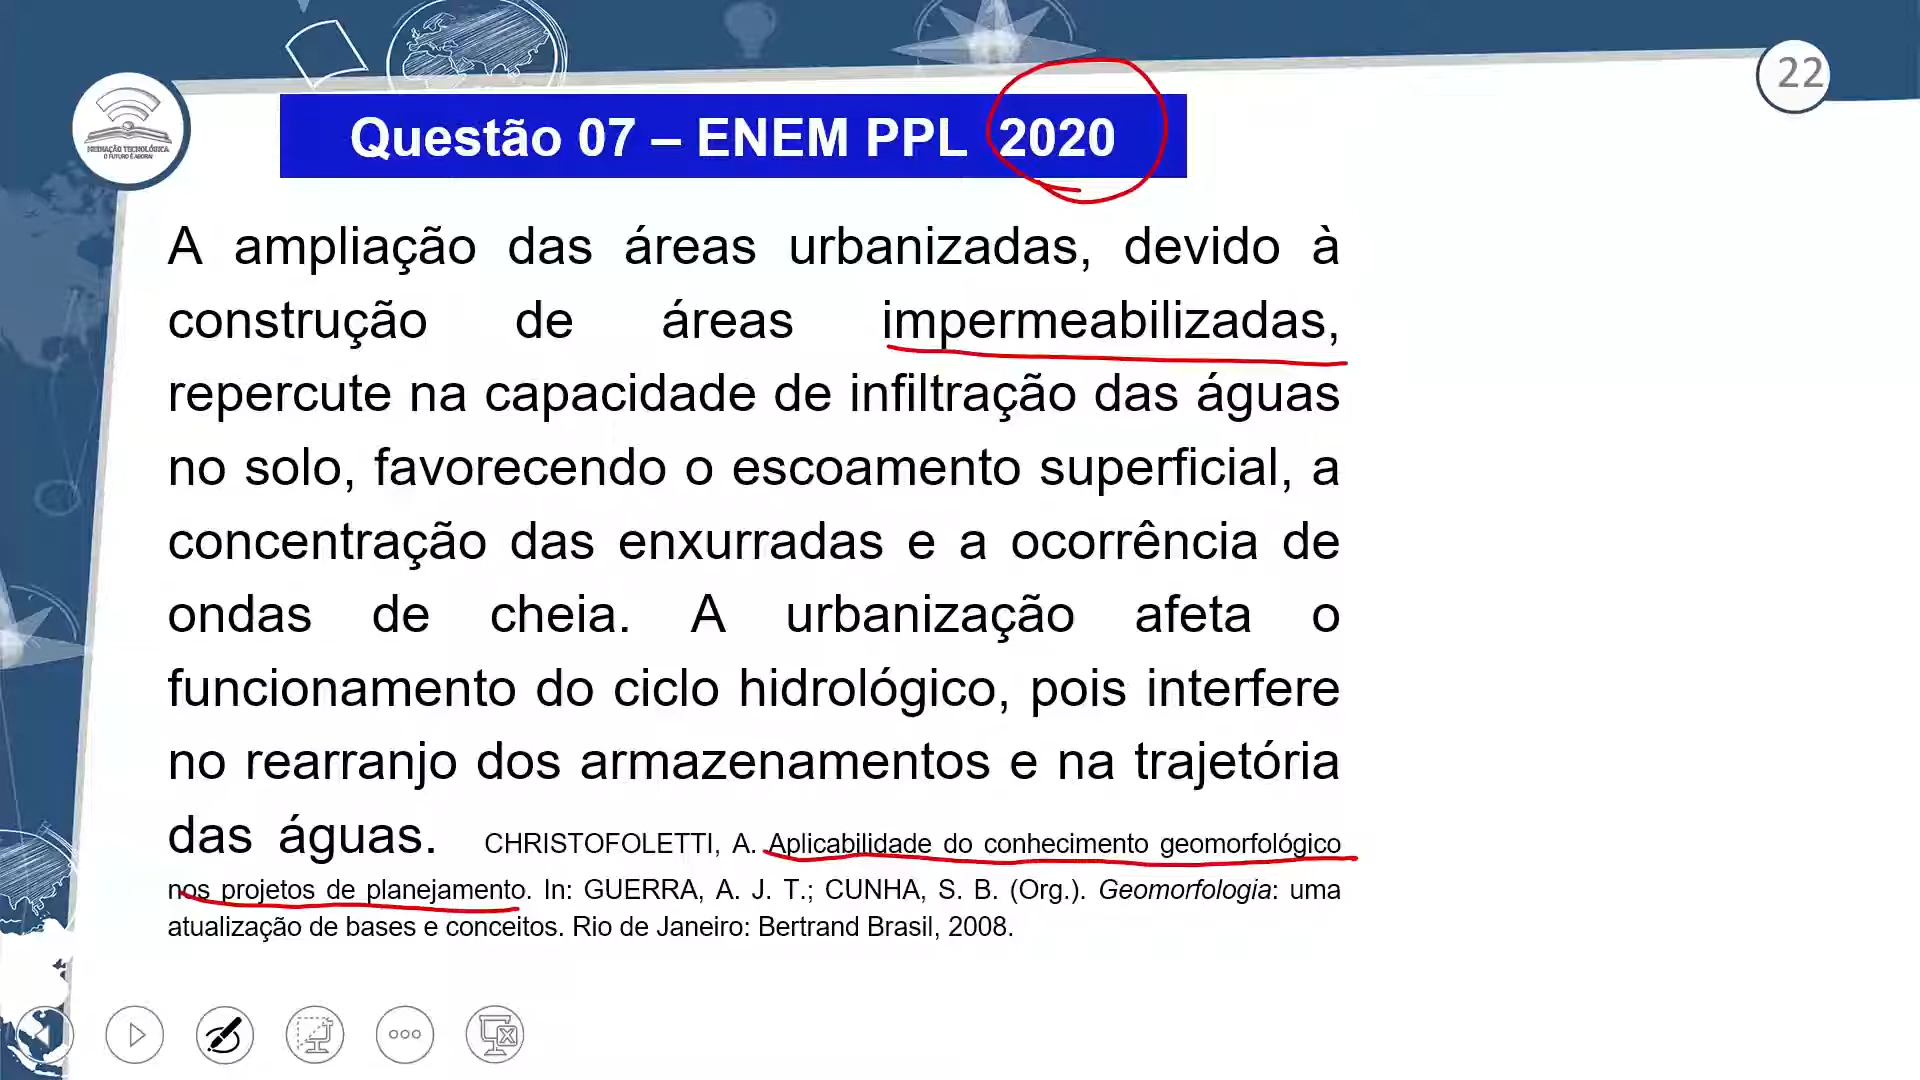 22
MEDIAÇÃO TECNOLÓGICA
O FUTURO É AGORA!
Questão 07 – ENEM PPL 2020
A ampliação das áreas urbanizadas, devido à
construção de áreas impermeabilizadas,
repercute na capacidade de infiltração das águas
no solo, favorecendo o escoamento superficial, a
concentração das enxurradas e a ocorrência de
ondas de cheia. A urbanização afeta o
funcionamento do ciclo hidrológico, pois interfere
no rearranjo dos armazenamentos e na trajetória
das águas. CHRISTOFOLETTI, A. Aplicabilidade do conhecimento geomorfológico
nos projetos de planejamento. In: GUERRA, A. J. T.; CUNHA, S. B. (Org.). Geomorfologia: uma
atualização de bases e conceitos. Rio de Janeiro: Bertrand Brasil, 2008.